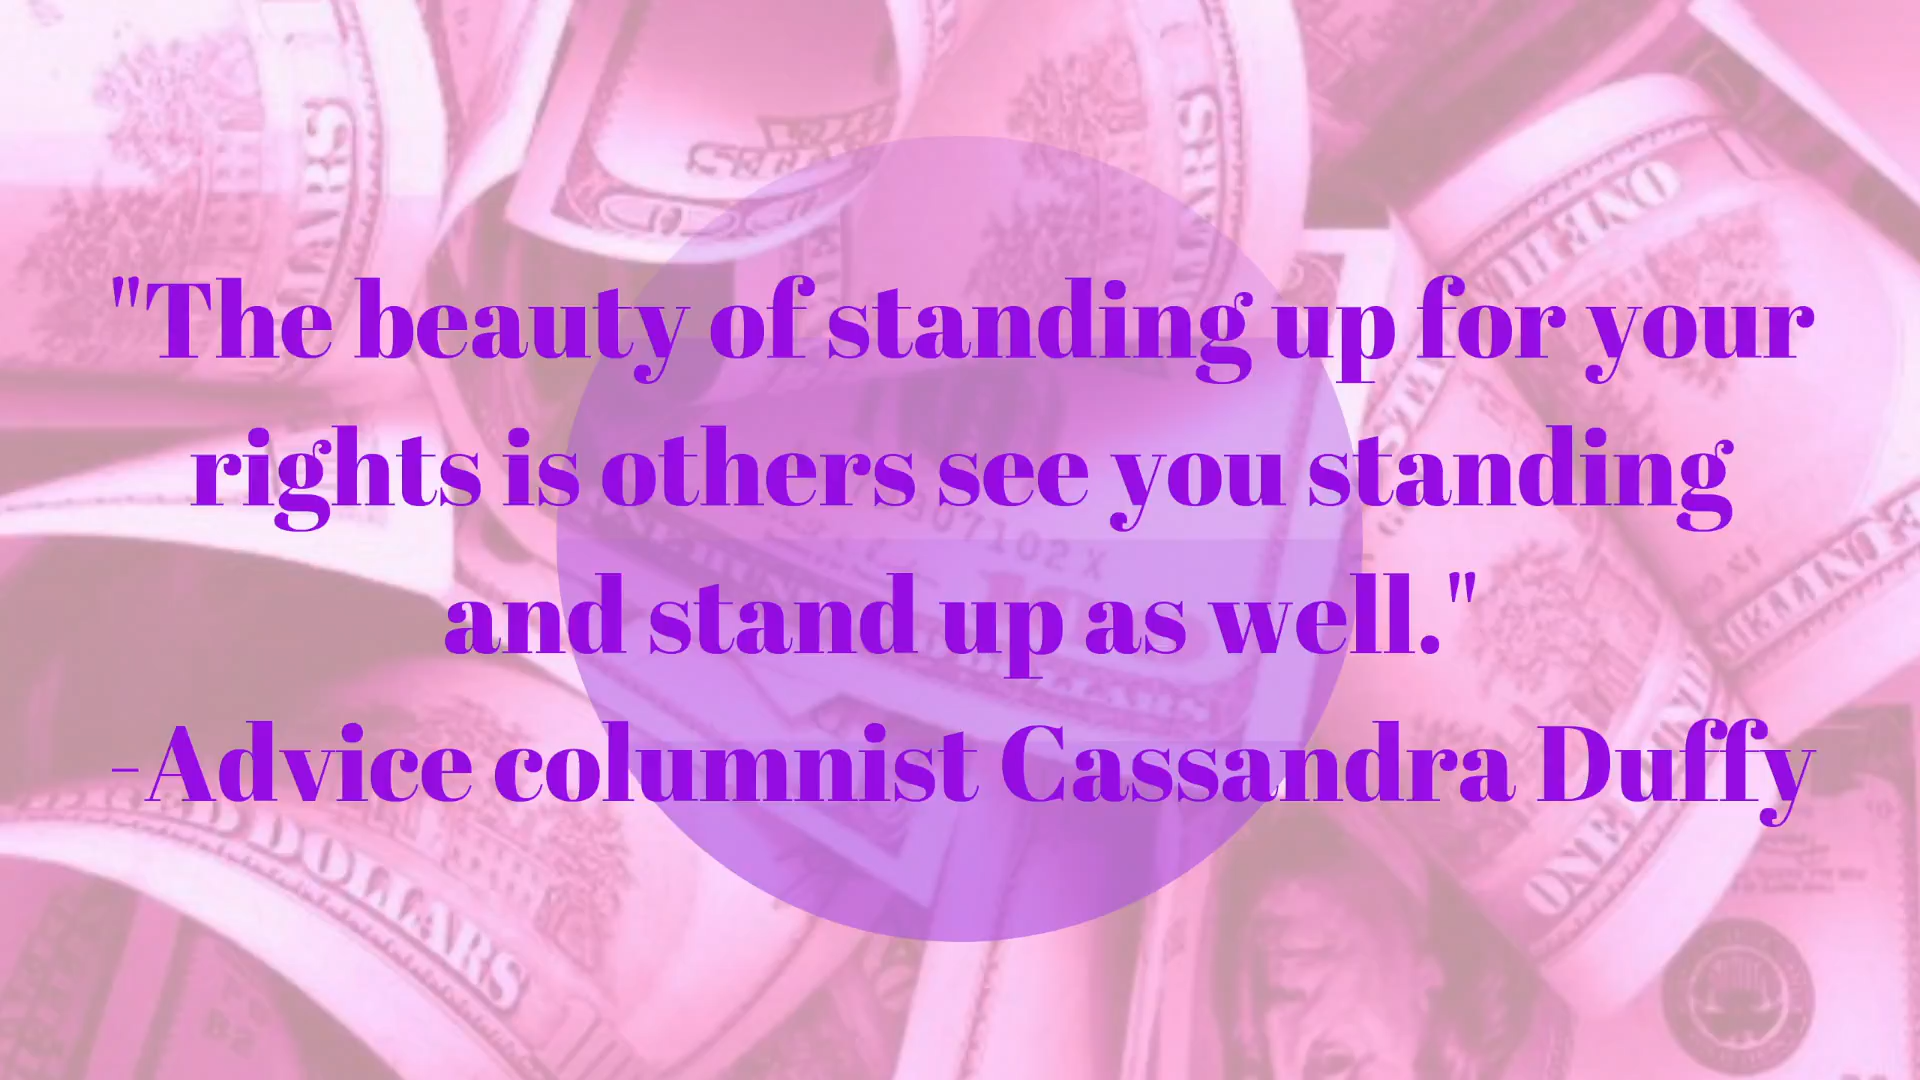 "The beauty of standing up for your
rights is others see you standing
and stand up as well."
-Advice columnist Cassandra Duffy
DOLLARS